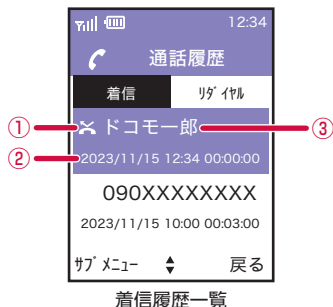 12:34
通話履歴
着信 ﾘﾀﾞｲﾔﾙ
① ドコモ一郎 ③
② 2023/11/15 12:34 00:00:00
090XXXXXXXX
2023/11/15 10:00 00:03:00
ｻﾌﾞﾒﾆｭｰ 戻る
着信履歴一覧